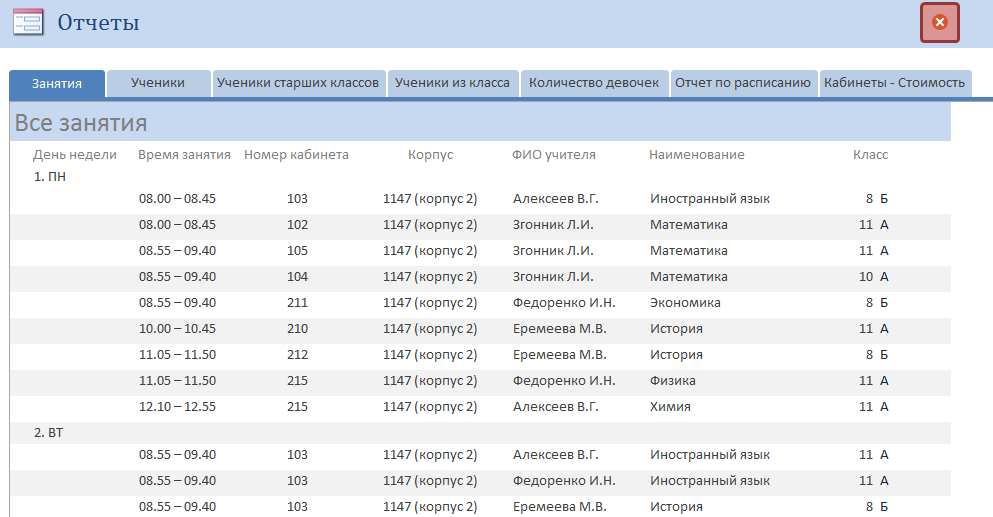 Отчеты
Занятия Ученики Ученики старших классов Ученики из класса Количество девочек Отчет по расписанию Кабинеты - Стоимость
Все занятия
День недели Время занятия Номер кабинета Корпус ФИО учителя Наименование Класс
1. ПН
08.00 – 08.45 103 1147 (корпус 2) Алексеев В.Г. Иностранный язык 8 Б
08.00 – 08.45 102 1147 (корпус 2) Згонник Л.И. Математика 11 А
08.55 – 09.40 105 1147 (корпус 2) Згонник Л.И. Математика 11 А
08.55 – 09.40 104 1147 (корпус 2) Згонник Л.И. Математика 10 А
08.55 – 09.40 211 1147 (корпус 2) Федоренко И.Н. Экономика 8 Б
10.00 – 10.45 210 1147 (корпус 2) Еремеева М.В. История 11 А
11.05 – 11.50 212 1147 (корпус 2) Еремеева М.В. История 8 Б
11.05 – 11.50 215 1147 (корпус 2) Федоренко И.Н. Физика 11 А
12.10 – 12.55 215 1147 (корпус 2) Алексеев В.Г. Химия 11 А
2. ВТ
08.55 – 09.40 103 1147 (корпус 2) Алексеев В.Г. Иностранный язык 11 А
08.55 – 09.40 103 1147 (корпус 2) Федоренко И.Н. Иностранный язык 11 А
08.55 – 09.40 103 1147 (корпус 2) Еремеева М.В. История 8 Б